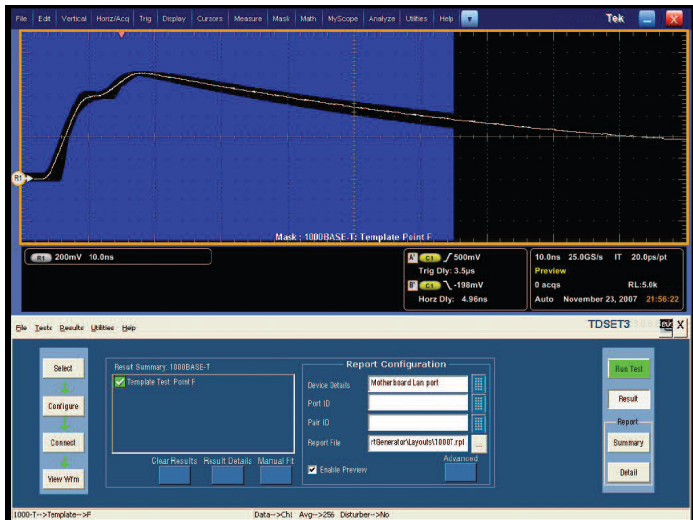 File Edit Vertical Horiz/Acq Trig Display Cursors Measure Mask Math MyScope Analyze Utilities Help Tek
R1
Mask : 1000BASE-T: Template Point F
R1 200mV 10.0ns
A' C1 500mV
Trig Dly: 3.5µs
B' C1 -198mV
Horz Dly: 4.96ns
10.0ns 25.0GS/s IT 20.0ps/pt
Preview
0 acqs RL:5.0k
Auto November 23, 2007 21:56:22
File Tests Results Utilities Help TDSET3 X
Select
Configure
Connect
View Wfm
Result Summary: 1000BASE-T
Template Test: Point F
Clear Results Result Details Manual Ft
Report Configuration
Device Details Motherboard Lan port
Port ID
Pair ID
Report File rtGenerator\Layouts\1000T.rpl ...
Enable Preview
Advanced
Run Test
Result
Report
Summary
Detail
1000-T-->Template-->F Data-->Ch1 Avg-->256 Disturber-->No